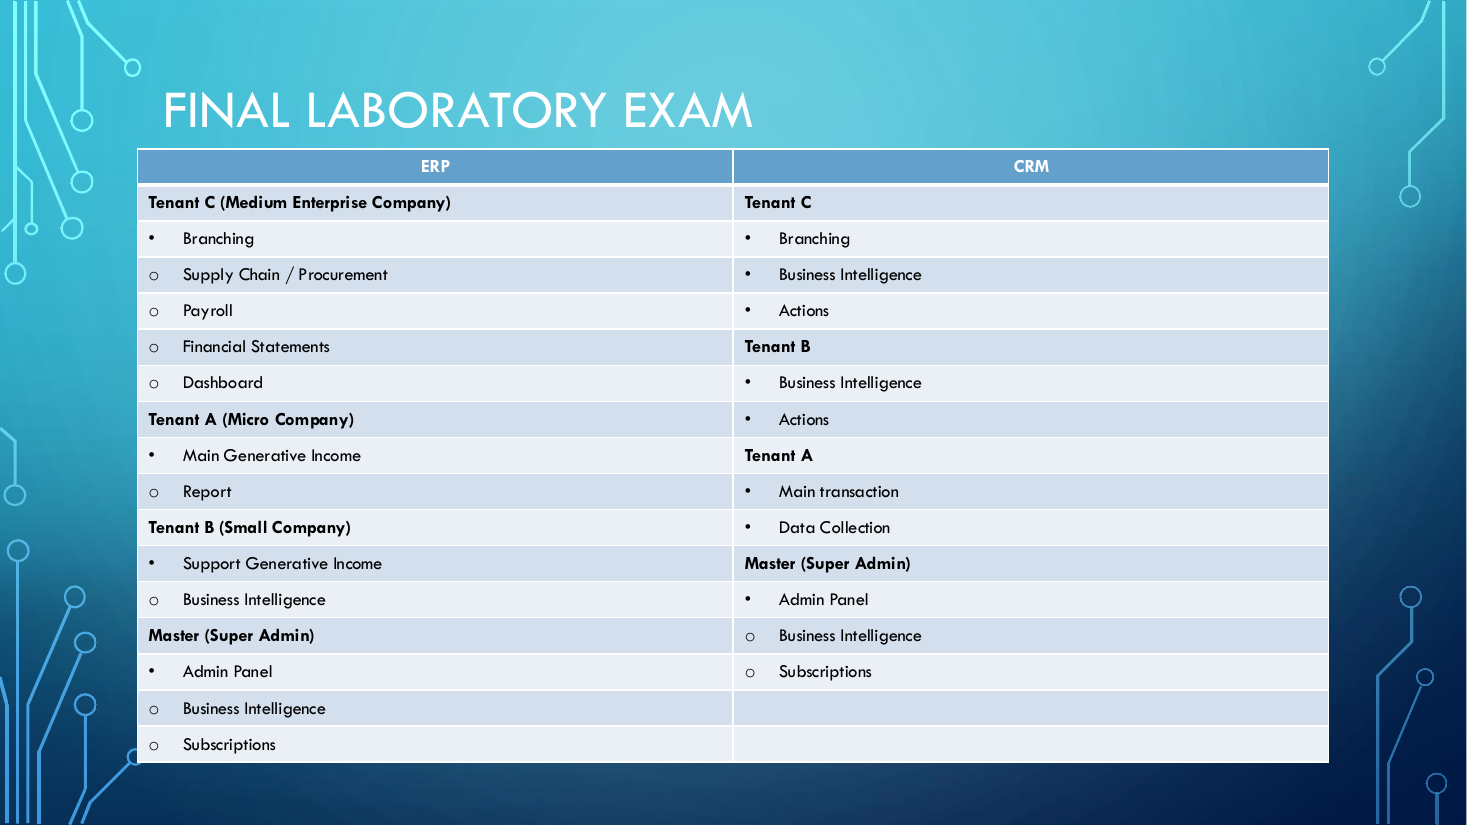 FINAL LABORATORY EXAM
ERP
Tenant C (Medium Enterprise Company)
• Branching
○ Supply Chain / Procurement
○ Payroll
○ Financial Statements
○ Dashboard
Tenant A (Micro Company)
• Main Generative Income
○ Report
Tenant B (Small Company)
• Support Generative Income
○ Business Intelligence
Master (Super Admin)
• Admin Panel
○ Business Intelligence
○ Subscriptions
CRM
Tenant C
• Branching
• Business Intelligence
• Actions
Tenant B
• Business Intelligence
• Actions
Tenant A
• Main transaction
• Data Collection
Master (Super Admin)
• Admin Panel
○ Business Intelligence
○ Subscriptions